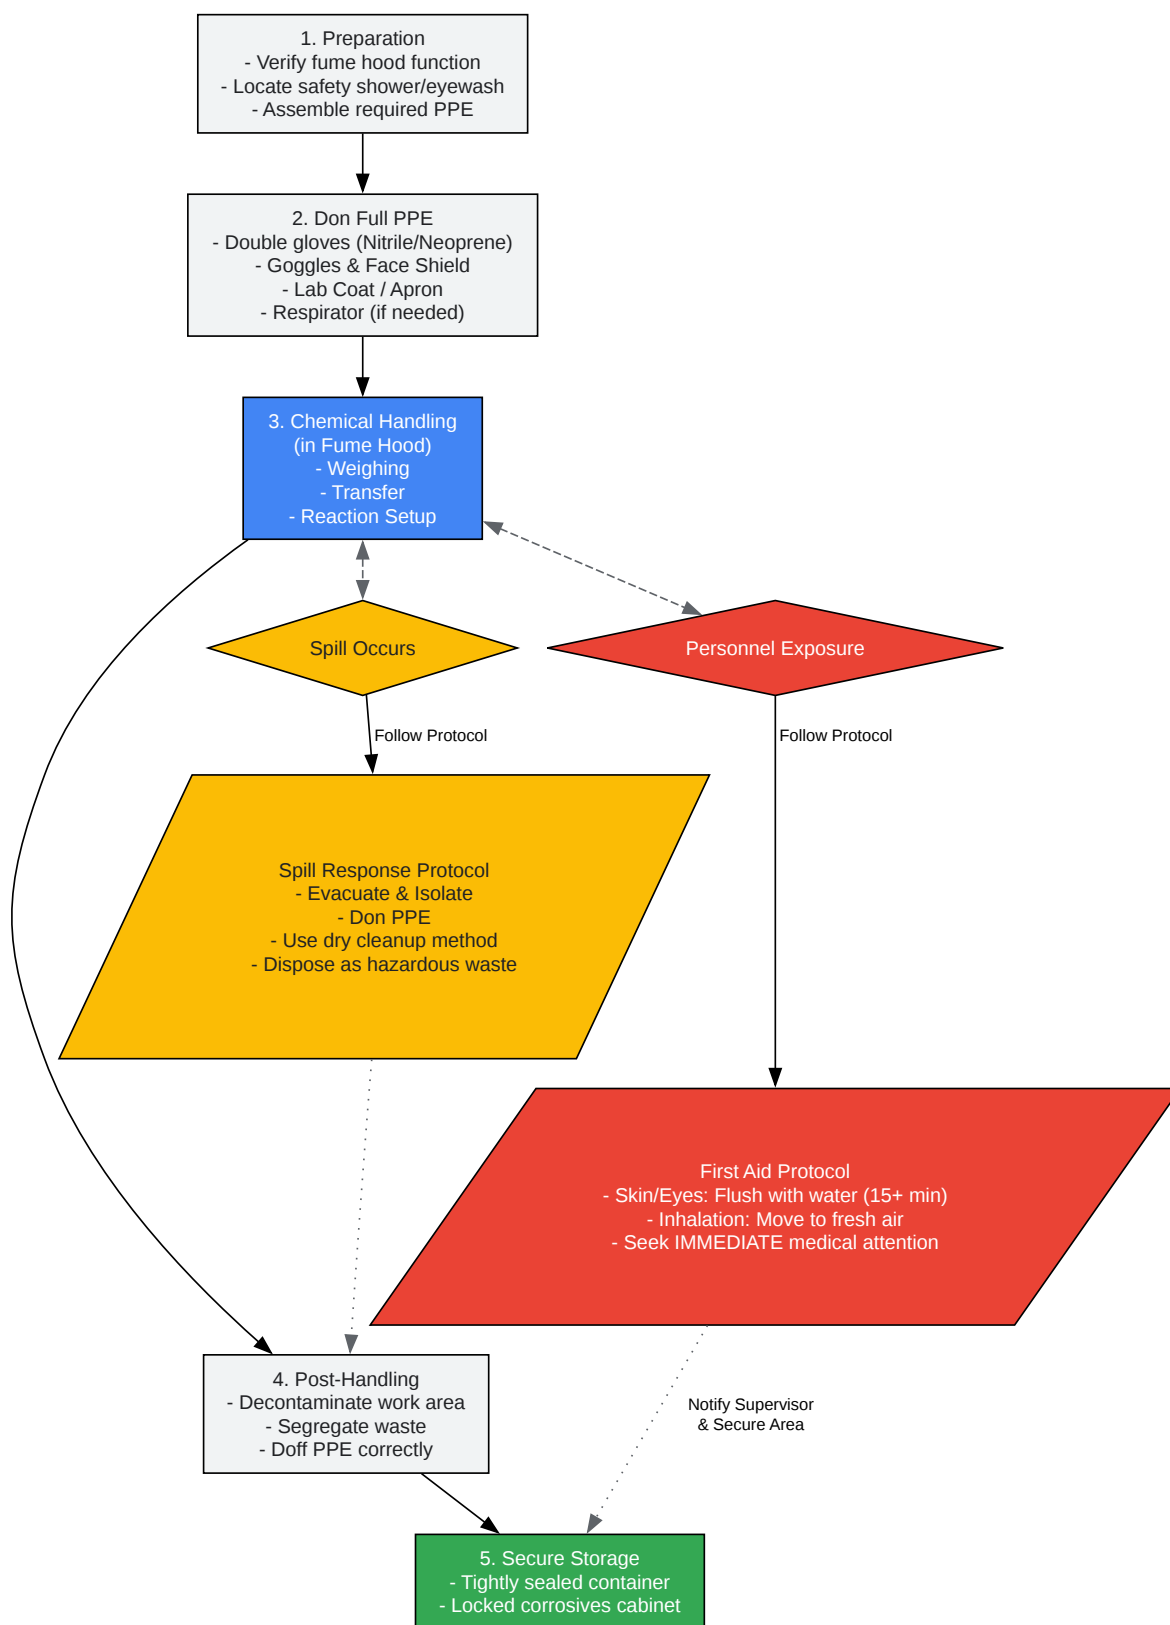 1. Preparation
- Verify fume hood function
- Locate safety shower/eyewash
- Assemble required PPE
2. Don Full PPE
- Double gloves (Nitrile/Neoprene)
- Goggles & Face Shield
- Lab Coat / Apron
- Respirator (if needed)
3. Chemical Handling
(in Fume Hood)
- Weighing
- Transfer
- Reaction Setup
Spill Occurs
Personnel Exposure
Follow Protocol
Follow Protocol
Spill Response Protocol
- Evacuate & Isolate
- Don PPE
- Use dry cleanup method
- Dispose as hazardous waste
First Aid Protocol
- Skin/Eyes: Flush with water (15+ min)
- Inhalation: Move to fresh air
- Seek IMMEDIATE medical attention
4. Post-Handling
- Decontaminate work area
- Segregate waste
- Doff PPE correctly
Notify Supervisor
& Secure Area
5. Secure Storage
- Tightly sealed container
- Locked corrosives cabinet